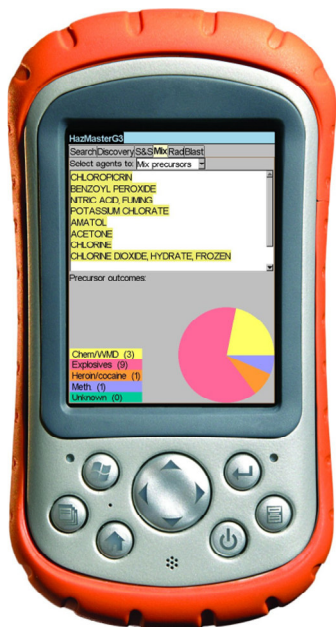 HazMasterG3
Search Discovery S&S Mix Rad Blast
Select agents to: Mix precursors
CHLOROPICRIN
BENZOYL PEROXIDE
NITRIC ACID, FUMING
POTASSIUM CHLORATE
AMATOL
ACETONE
CHLORINE
CHLORINE DIOXIDE, HYDRATE, FROZEN
Precursor outcomes:
Chem/WMD (3)
Explosives (9)
Heroin/cocaine (1)
Meth. (1)
Unknown (0)